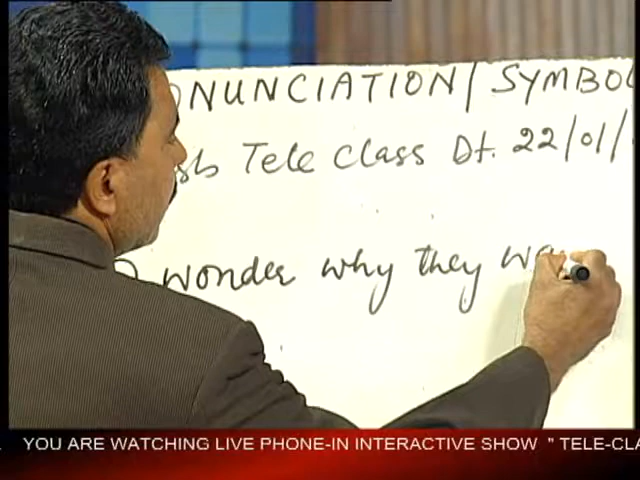 ONUNCIATION/SYMBO
Tele Class Dt. 22/01/
wonder why they
YOU ARE WATCHING LIVE PHONE-IN INTERACTIVE SHOW " TELE-CLA